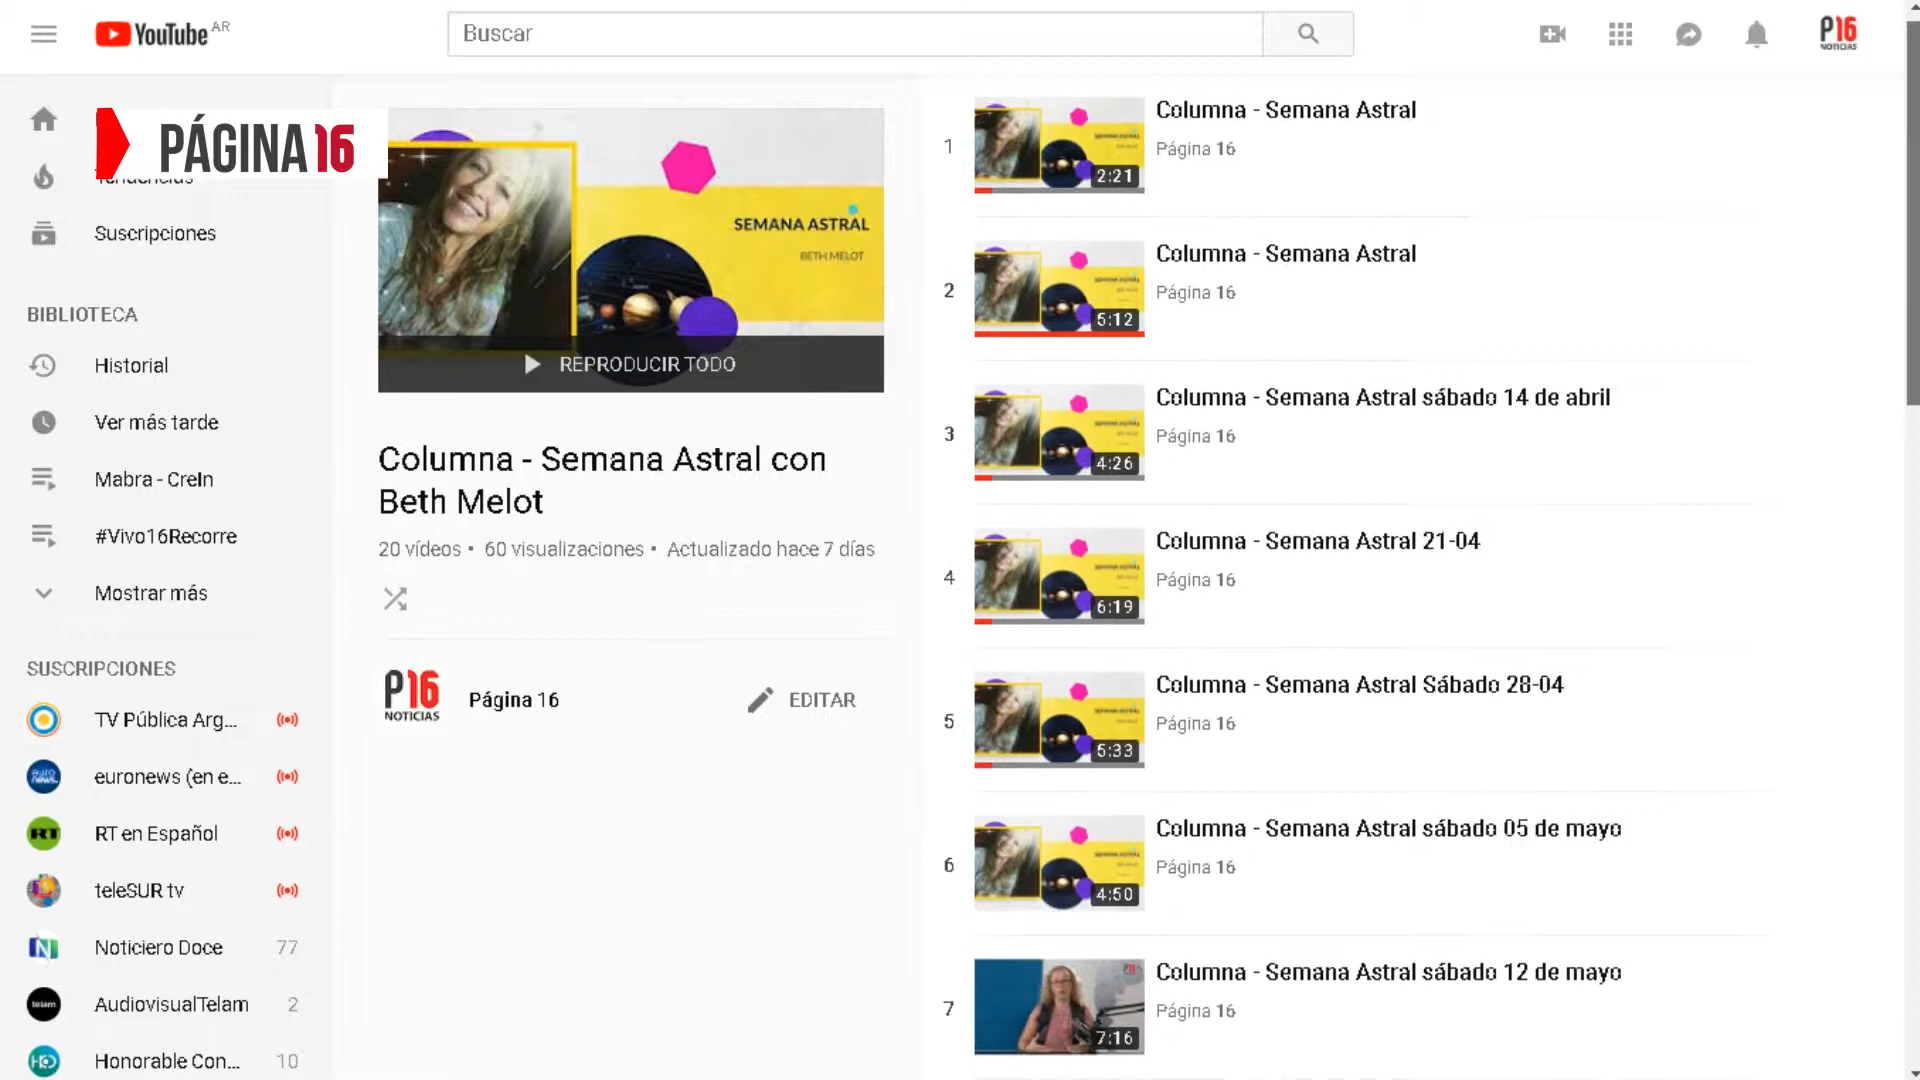 YouTube AR
Buscar
P16
NOTICIAS
PÁGINA16
Tendencias
Suscripciones
BIBLIOTECA
Historial
Ver más tarde
Mabra - CreIn
#Vivo16Recorre
Mostrar más
SUSCRIPCIONES
TV Pública Arg...
euronews (en e...
RT
RT en Español
teleSUR tv
Noticiero Doce 77
telam
AudiovisualTelam 2
Honorable Con... 10
SEMANA ASTRAL
BETH MELOT
REPRODUCIR TODO
Columna - Semana Astral con
Beth Melot
20 vídeos • 60 visualizaciones • Actualizado hace 7 días
P16
NOTICIAS
Página 16
EDITAR
1
2:21
Columna - Semana Astral
Página 16
2
5:12
Columna - Semana Astral
Página 16
3
4:26
Columna - Semana Astral sábado 14 de abril
Página 16
4
6:19
Columna - Semana Astral 21-04
Página 16
5
5:33
Columna - Semana Astral Sábado 28-04
Página 16
6
4:50
Columna - Semana Astral sábado 05 de mayo
Página 16
7
7:16
Columna - Semana Astral sábado 12 de mayo
Página 16